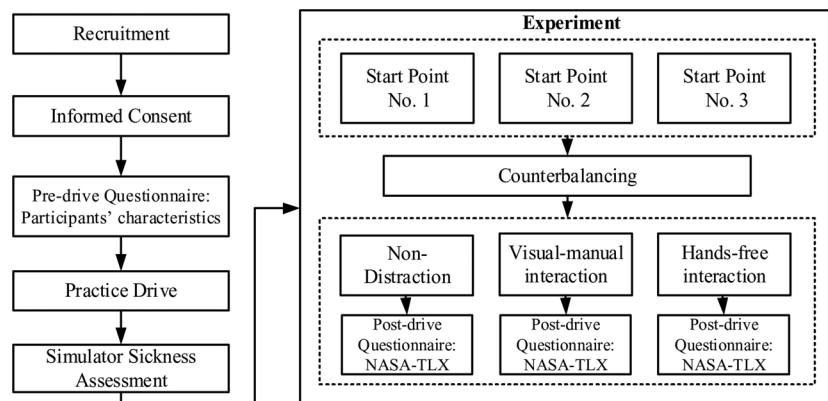 Recruitment
Informed Consent
Pre-drive Questionnaire:
Participants' characteristics
Practice Drive
Simulator Sickness
Assessment
Experiment
Start Point
No. 1
Start Point
No. 2
Start Point
No. 3
Counterbalancing
Non-
Distraction
Visual-manual
interaction
Hands-free
interaction
Post-drive
Questionnaire:
NASA-TLX
Post-drive
Questionnaire:
NASA-TLX
Post-drive
Questionnaire:
NASA-TLX